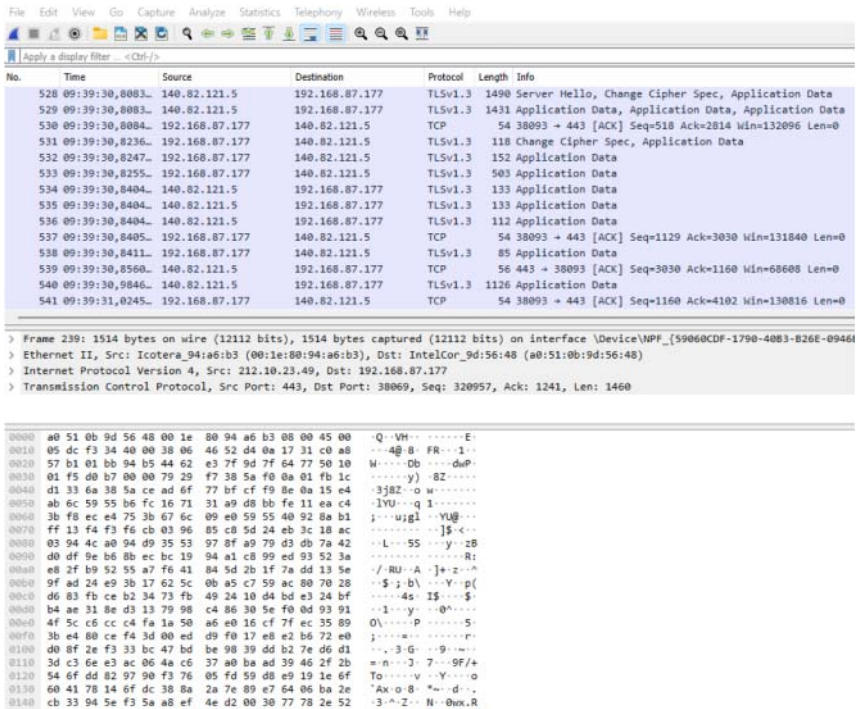 File Edit View Go Capture Analyze Statistics Telephony Wireless Tools Help
Apply a display filter ... <Ctrl-/>
No. Time Source Destination Protocol Length Info
528 09:39:30,8083… 140.82.121.5 192.168.87.177 TLSv1.3 1490 Server Hello, Change Cipher Spec, Application Data
529 09:39:30,8083… 140.82.121.5 192.168.87.177 TLSv1.3 1431 Application Data, Application Data, Application Data
530 09:39:30,8084… 192.168.87.177 140.82.121.5 TCP 54 38093 → 443 [ACK] Seq=518 Ack=2814 Win=132096 Len=0
531 09:39:30,8236… 192.168.87.177 140.82.121.5 TLSv1.3 118 Change Cipher Spec, Application Data
532 09:39:30,8247… 192.168.87.177 140.82.121.5 TLSv1.3 152 Application Data
533 09:39:30,8255… 192.168.87.177 140.82.121.5 TLSv1.3 503 Application Data
534 09:39:30,8404… 140.82.121.5 192.168.87.177 TLSv1.3 133 Application Data
535 09:39:30,8404… 140.82.121.5 192.168.87.177 TLSv1.3 133 Application Data
536 09:39:30,8404… 140.82.121.5 192.168.87.177 TLSv1.3 112 Application Data
537 09:39:30,8405… 192.168.87.177 140.82.121.5 TCP 54 38093 → 443 [ACK] Seq=1129 Ack=3030 Win=131840 Len=0
538 09:39:30,8411… 192.168.87.177 140.82.121.5 TLSv1.3 85 Application Data
539 09:39:30,8560… 140.82.121.5 192.168.87.177 TCP 56 443 → 38093 [ACK] Seq=3030 Ack=1160 Win=68608 Len=0
540 09:39:30,9846… 140.82.121.5 192.168.87.177 TLSv1.3 1126 Application Data
541 09:39:31,0245… 192.168.87.177 140.82.121.5 TCP 54 38093 → 443 [ACK] Seq=1160 Ack=4102 Win=130816 Len=0
> Frame 239: 1514 bytes on wire (12112 bits), 1514 bytes captured (12112 bits) on interface \Device\NPF_{59060CDF-1790-40B3-B26E-0946
> Ethernet II, Src: Icotera_94:a6:b3 (00:1e:80:94:a6:b3), Dst: IntelCor_9d:56:48 (a0:51:0b:9d:56:48)
> Internet Protocol Version 4, Src: 212.10.23.49, Dst: 192.168.87.177
> Transmission Control Protocol, Src Port: 443, Dst Port: 38069, Seq: 320957, Ack: 1241, Len: 1460
0000 a0 51 0b 9d 56 48 00 1e 80 94 a6 b3 08 00 45 00 ·Q··VH·· ······E·
0010 05 dc f3 34 40 00 38 06 46 52 d4 0a 17 31 c0 a8 ···4@·8· FR···1··
0020 57 b1 01 bb 94 b5 44 62 e3 7f 9d 7f 64 77 50 10 W·····Db ····dwP·
0030 01 f5 d0 b7 00 00 79 29 f7 38 5a f0 0a 01 fb 1c ······y) ·8Z·····
0040 d1 33 6a 38 5a ce ad 6f 77 bf cf f9 8e 0a 15 e4 ·3j8Z··o w·······
0050 ab 6c 59 55 b6 fc 16 71 31 a9 d8 bb fe 11 ea c4 ·lYU···q 1·······
0060 3b f8 ec e4 75 3b 67 6c 09 e0 59 55 40 92 8a b1 ;···u;gl ··YU@···
0070 ff 13 f4 f3 f6 cb 03 96 85 c8 5d 24 eb 3c 18 ac ········ ··]$·<··
0080 03 94 4c a0 94 d9 35 53 97 8f a9 79 d3 db 7a 42 ··L···5S ···y··zB
0090 d0 df 9e b6 8b ec bc 19 94 a1 c8 99 ed 93 52 3a ········ ······R:
00a0 e8 2f b9 52 55 a7 f6 41 84 5d 2b 1f 7a dd 13 5e ·/·RU··A ·]+·z··^
00b0 9f ad 24 e9 3b 17 62 5c 0b a5 c7 59 ac 80 70 28 ··$·;·b\ ···Y··p(
00c0 d6 83 fb ce b2 34 73 fb 49 24 10 d4 bd e3 24 bf ·····4s· I$····$·
00d0 b4 ae 31 8e d3 13 79 98 c4 86 30 5e f0 0d 93 91 ··1···y· ··0^····
00e0 4f 5c c6 cc c4 fa 1a 50 a6 e0 16 cf 7f ec 35 89 O\·····P ······5·
00f0 3b e4 80 ce f4 3d 00 ed d9 f0 17 e8 e2 b6 72 e0 ;····=·· ······r·
0100 d0 8f 2e f3 33 bc 47 bd be 98 39 dd b2 7e d6 d1 ··.·3·G· ··9··~··
0110 3d c3 6e e3 ac 06 4a c6 37 a0 ba ad 39 46 2f 2b =·n···J· 7···9F/+
0120 54 6f dd 82 97 90 f3 76 05 fd 59 d8 e9 19 1e 6f To·····v ··Y····o
0130 60 41 78 14 6f dc 38 8a 2a 7e 89 e7 64 06 ba 2e `Ax·o·8· *~··d··.
0140 cb 33 94 5e f3 5a a8 ef 4e d2 00 30 77 78 2e 52 ·3·^·Z·· N··0wx.R